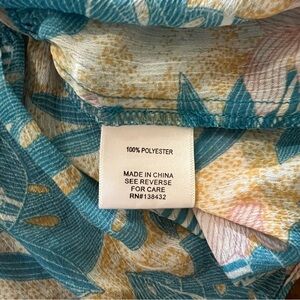 100% POLYESTER
MADE IN CHINA
SEE REVERSE
FOR CARE
RN#138432